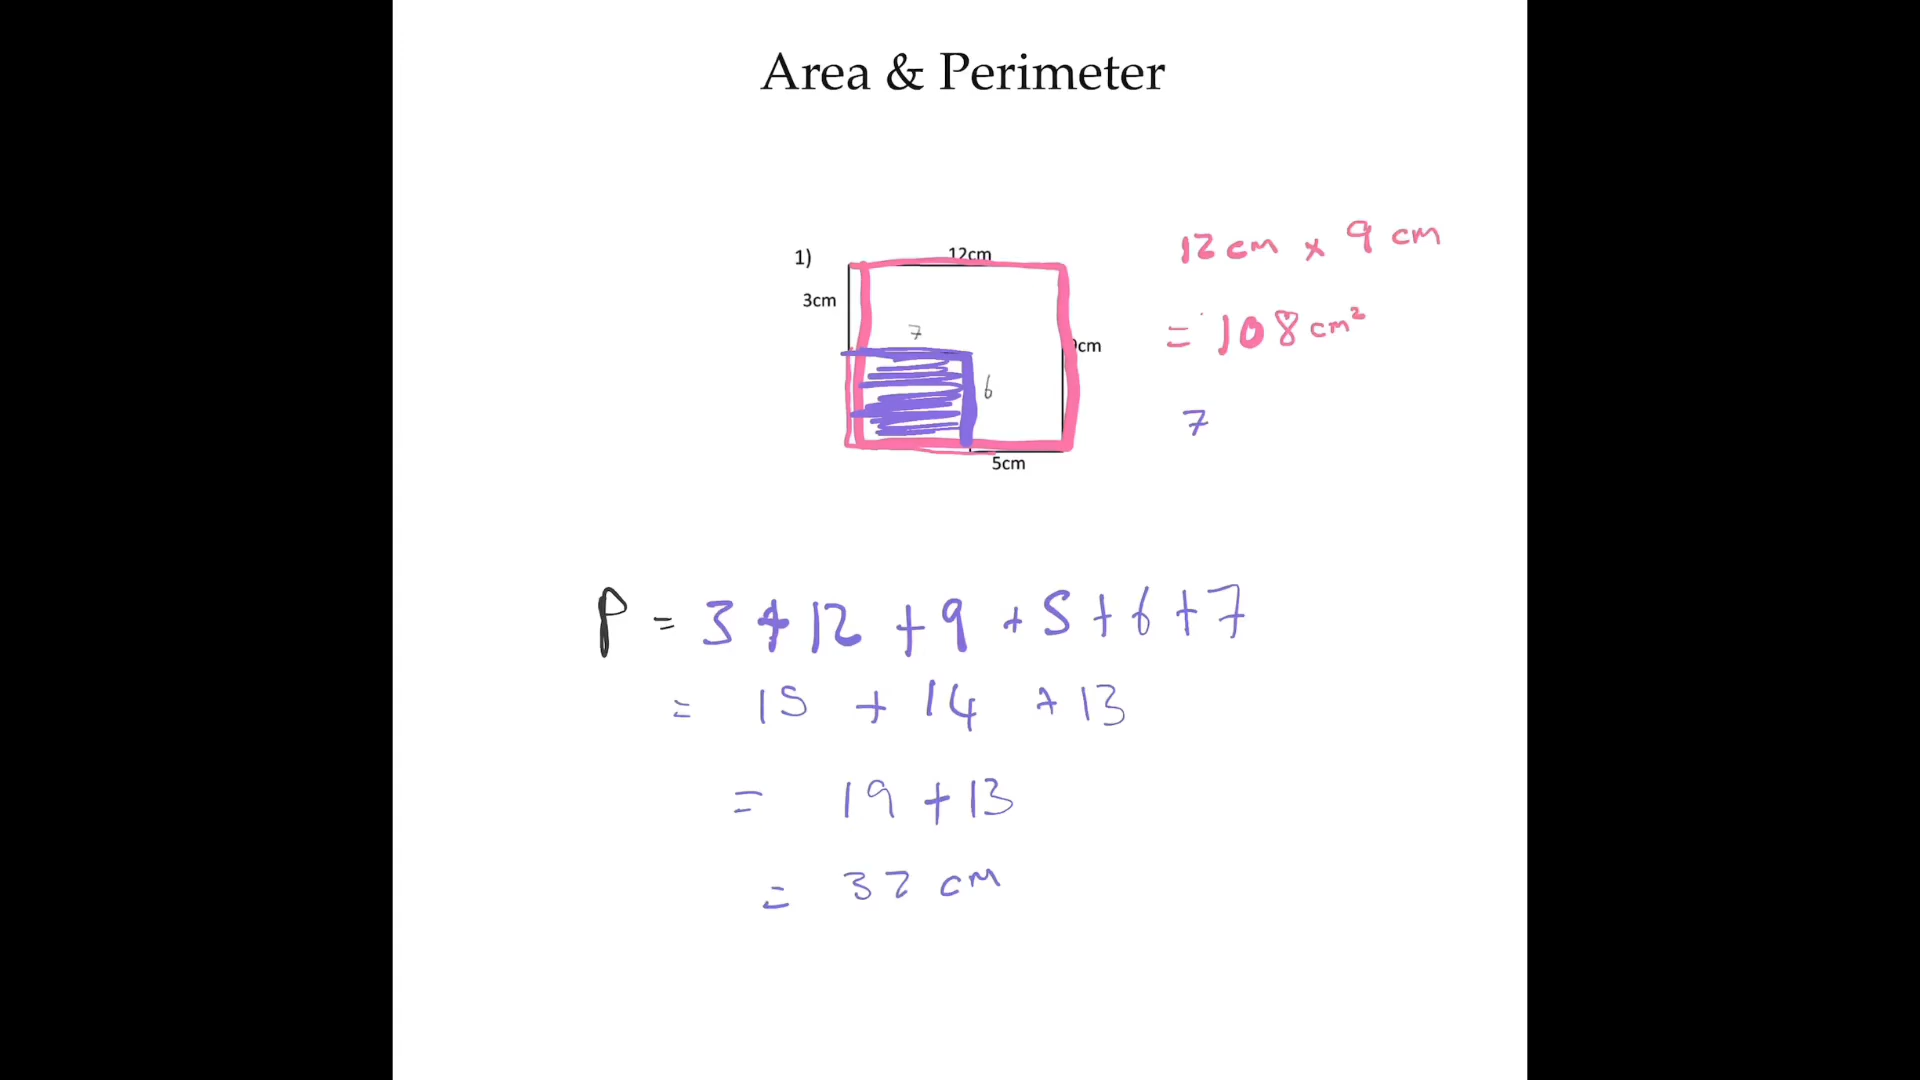 Area & Perimeter
12 cm x 9 cm
1)
12cm
3cm
7
= 108 cm²
cm
6
7
5cm
P = 3 + 12 + 9 + 5 + 6 + 7
= 15 + 14 + 13
= 19 + 13
= 32 cm